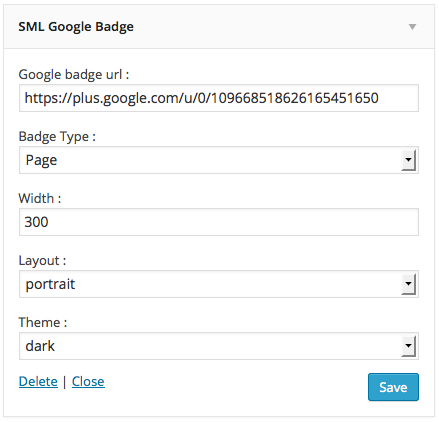 SML Google Badge
Google badge url :
https://plus.google.com/u/0/109668518626165451650
Badge Type :
Page
Width :
300
Layout :
portrait
Theme :
dark
Delete | Close
Save